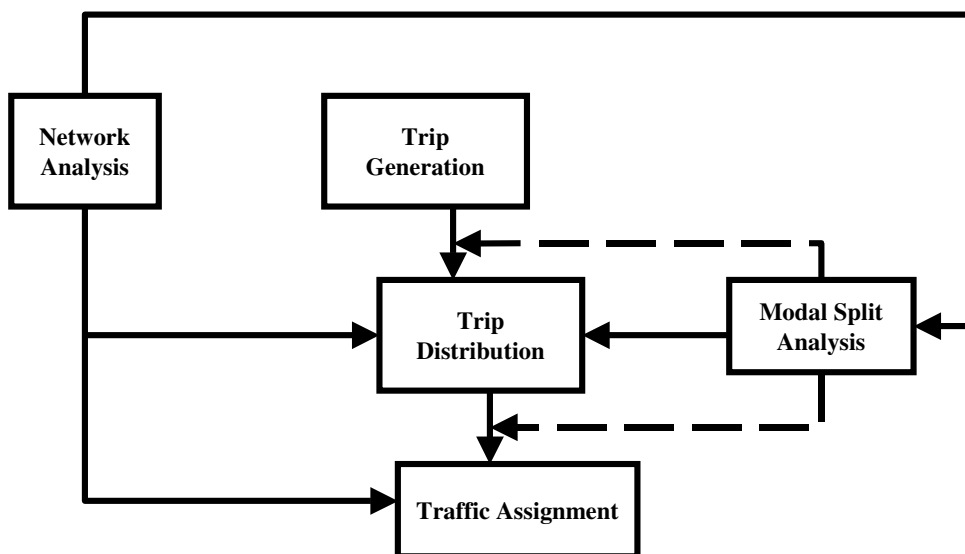 Network
Analysis
Trip
Generation
Trip
Distribution
Modal Split
Analysis
Traffic Assignment